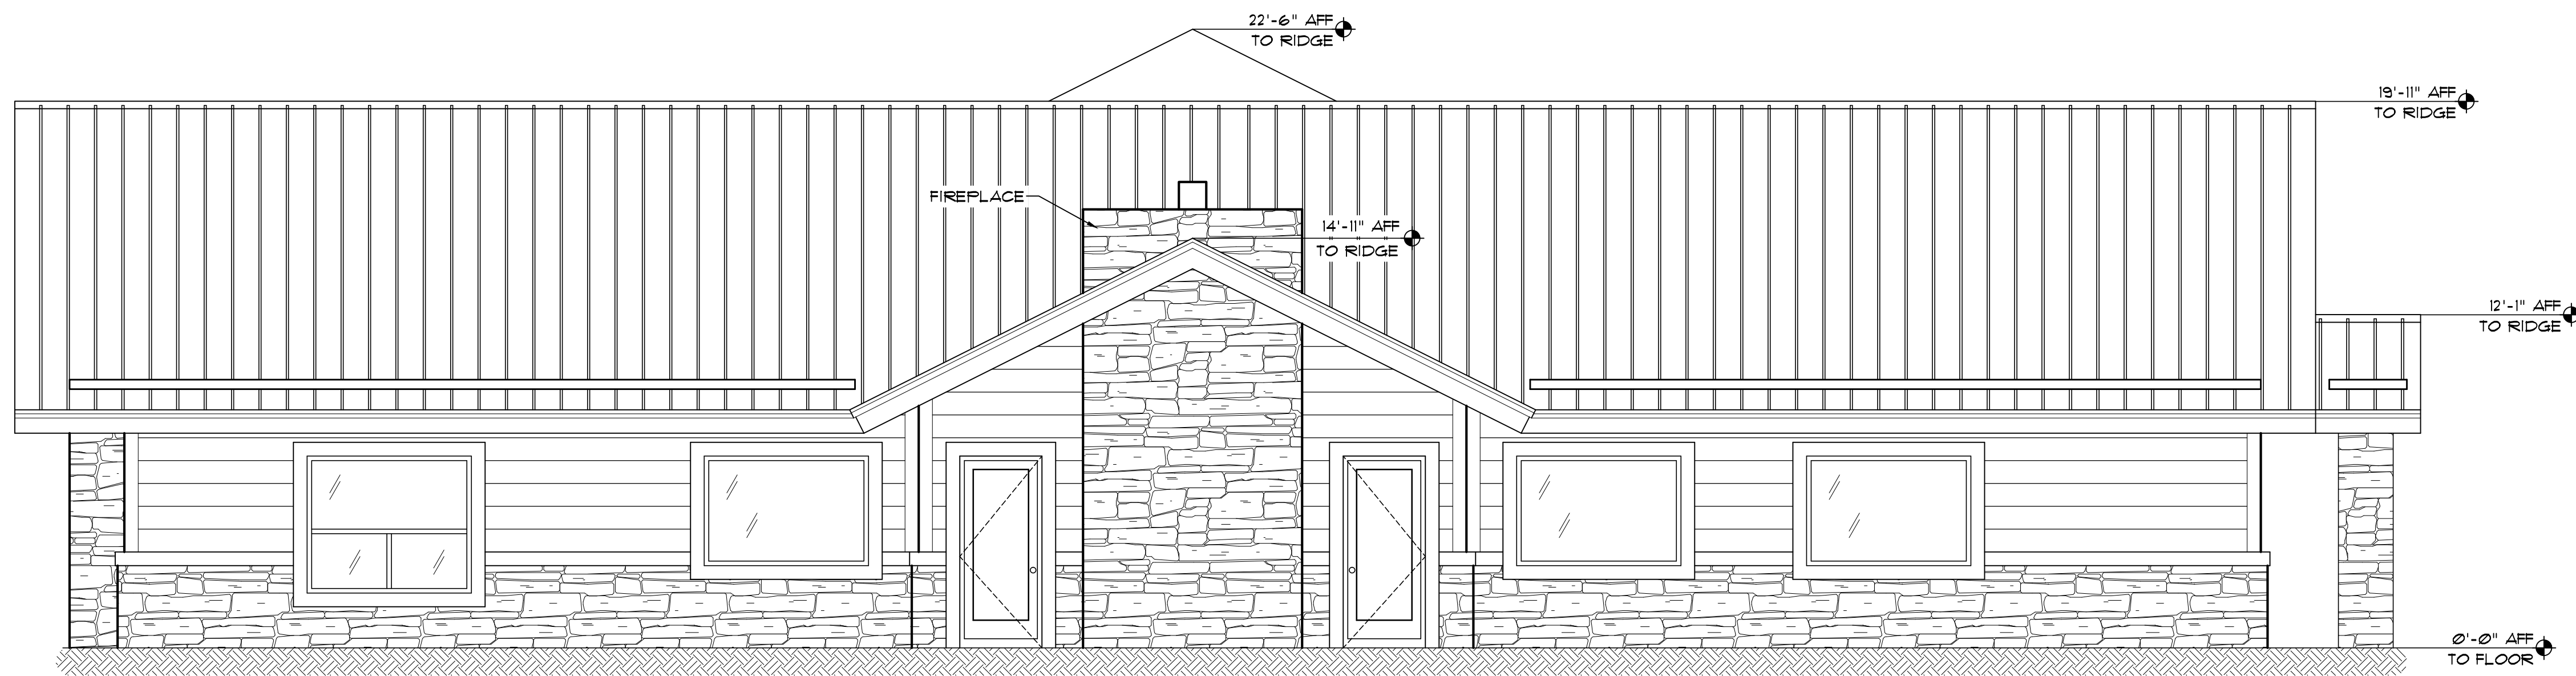 22'-6" AFF
TO RIDGE
19'-11" AFF
TO RIDGE
FIREPLACE
14'-11" AFF
TO RIDGE
12'-1" AFF
TO RIDGE
0'-0" AFF
TO FLOOR